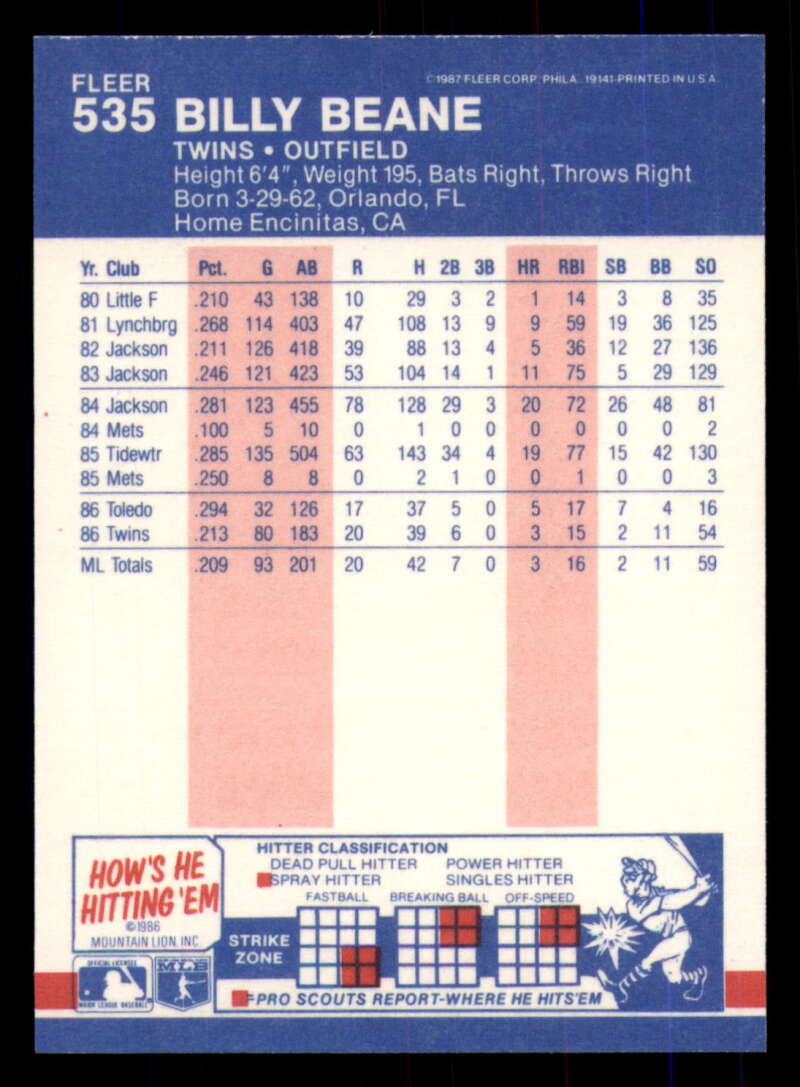 FLEER
©1987 FLEER CORP. PHILA. 19141-PRINTED IN U.S.A.
535 BILLY BEANE
TWINS • OUTFIELD
Height 6'4", Weight 195, Bats Right, Throws Right
Born 3-29-62, Orlando, FL
Home Encinitas, CA
Yr. Club Pct. G AB R H 2B 3B HR RBI SB BB SO
80 Little F .210 43 138 10 29 3 2 1 14 3 8 35
81 Lynchbrg .268 114 403 47 108 13 9 9 59 19 36 125
82 Jackson .211 126 418 39 88 13 4 5 36 12 27 136
83 Jackson .246 121 423 53 104 14 1 11 75 5 29 129
84 Jackson .281 123 455 78 128 29 3 20 72 26 48 81
84 Mets .100 5 10 0 1 0 0 0 0 0 0 2
85 Tidewtr .285 135 504 63 143 34 4 19 77 15 42 130
85 Mets .250 8 8 0 2 1 0 0 1 0 0 3
86 Toledo .294 32 126 17 37 5 0 5 17 7 4 16
86 Twins .213 80 183 20 39 6 0 3 15 2 11 54
ML Totals .209 93 201 20 42 7 0 3 16 2 11 59
HOW'S HE
HITTING 'EM
©1986
MOUNTAIN LION, INC.
HITTER CLASSIFICATION
DEAD PULL HITTER POWER HITTER
SPRAY HITTER SINGLES HITTER
FASTBALL BREAKING BALL OFF-SPEED
STRIKE
ZONE
=PRO SCOUTS REPORT-WHERE HE HITS'EM
OFFICIAL LICENSEE
MAJOR LEAGUE BASEBALL
MLB